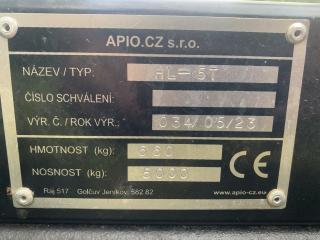 APIO.CZ s.r.o.
NÁZEV / TYP: AL-5T
ČÍSLO SCHVÁLENÍ:
VÝR. Č. / ROK VÝR.: 034/05/23
HMOTNOST (kg): 660
NOSNOST (kg): 5000
CE
Ráj 517 Golčův Jeníkov, 582 82 www.apio-cz.eu